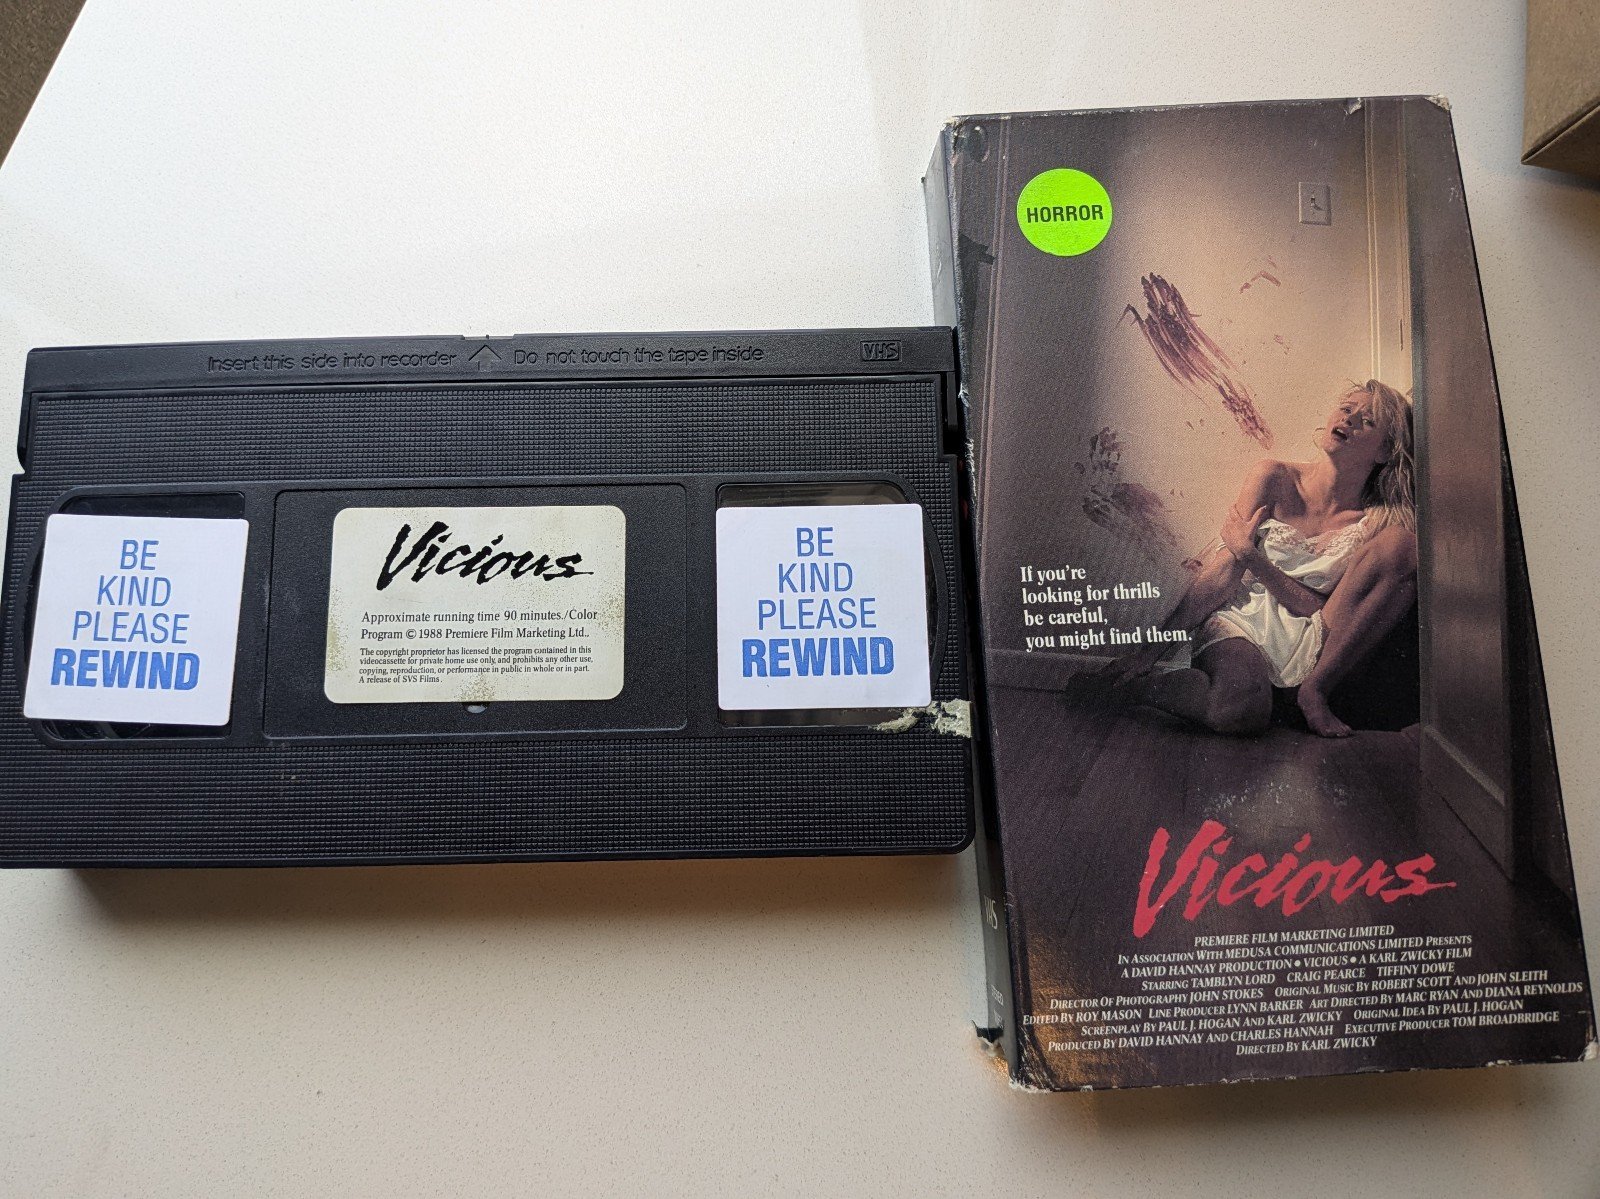 Insert this side into recorder Do not touch the tape inside VHS
BE
KIND
PLEASE
REWIND
Vicious
Approximate running time 90 minutes./Color
Program © 1988 Premiere Film Marketing Ltd..
The copyright proprietor has licensed the program contained in this
videocassette for private home use only, and prohibits any other use,
copying, reproduction, or performance in public in whole or in part.
A release of SVS Films.
BE
KIND
PLEASE
REWIND
HORROR
If you're
looking for thrills
be careful,
you might find them.
Vicious
PREMIERE FILM MARKETING LIMITED
IN ASSOCIATION WITH MEDUSA COMMUNICATIONS LIMITED PRESENTS
A DAVID HANNAY PRODUCTION • VICIOUS • A KARL ZWICKY FILM
STARRING TAMBLYN LORD CRAIG PEARCE TIFFINY DOWE
DIRECTOR OF PHOTOGRAPHY JOHN STOKES ORIGINAL MUSIC BY ROBERT SCOTT AND JOHN SLEITH
EDITED BY ROY MASON LINE PRODUCER LYNN BARKER ART DIRECTED BY MARC RYAN AND DIANA REYNOLDS
SCREENPLAY BY PAUL J. HOGAN AND KARL ZWICKY ORIGINAL IDEA BY PAUL J. HOGAN
PRODUCED BY DAVID HANNAY AND CHARLES HANNAH EXECUTIVE PRODUCER TOM BROADBRIDGE
DIRECTED BY KARL ZWICKY
VHS